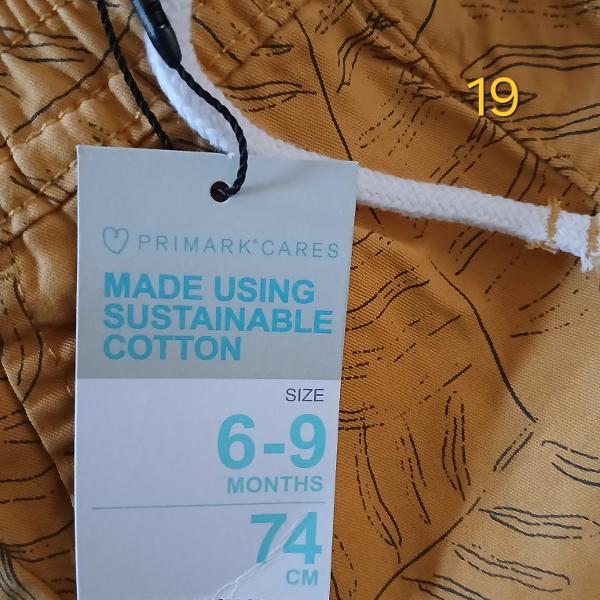 19
PRIMARK®CARES
MADE USING
SUSTAINABLE
COTTON
SIZE
6-9
MONTHS
74
CM